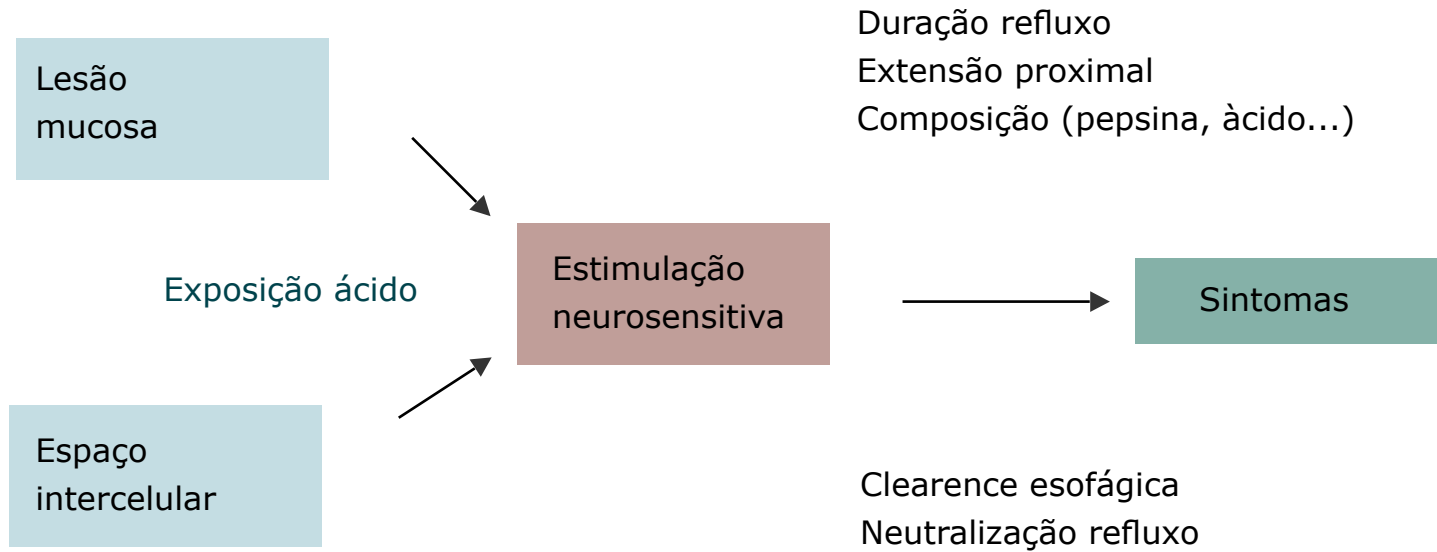 Duração refluxo
Extensão proximal
Composição (pepsina, àcido...)
Lesão
mucosa
Exposição ácido
Estimulação
neurosensitiva
Sintomas
Espaço
intercelular
Clearence esofágica
Neutralização refluxo